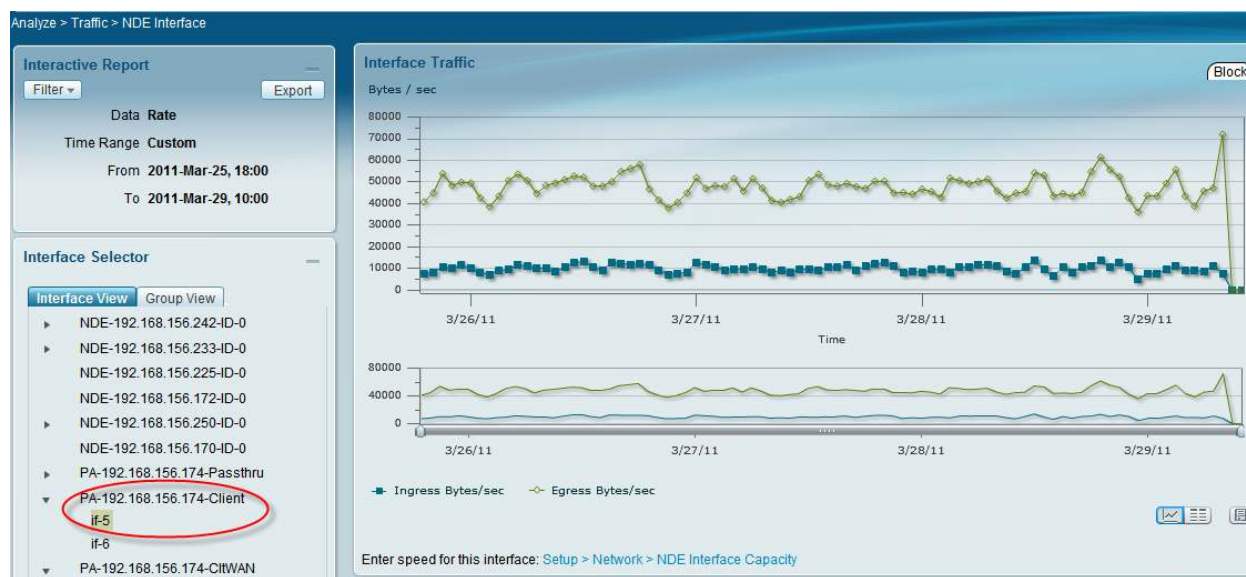 Analyze > Traffic > NDE Interface
Interactive Report
Filter
Export
Data Rate
Time Range Custom
From 2011-Mar-25, 18:00
To 2011-Mar-29, 10:00
Interface Selector
Interface View
Group View
NDE-192.168.156.242-ID-0
NDE-192.168.156.233-ID-0
NDE-192.168.156.225-ID-0
NDE-192.168.156.172-ID-0
NDE-192.168.156.250-ID-0
NDE-192.168.156.170-ID-0
PA-192.168.156.174-Passthru
PA-192.168.156.174-Client
if-5
if-6
PA-192.168.156.174-CltWAN
Interface Traffic
Block
Bytes / sec
80000
70000
60000
50000
40000
30000
20000
10000
0
3/26/11 3/27/11 3/28/11 3/29/11
Time
80000
40000
0
3/26/11 3/27/11 3/28/11 3/29/11
Ingress Bytes/sec Egress Bytes/sec
Enter speed for this interface: Setup > Network > NDE Interface Capacity